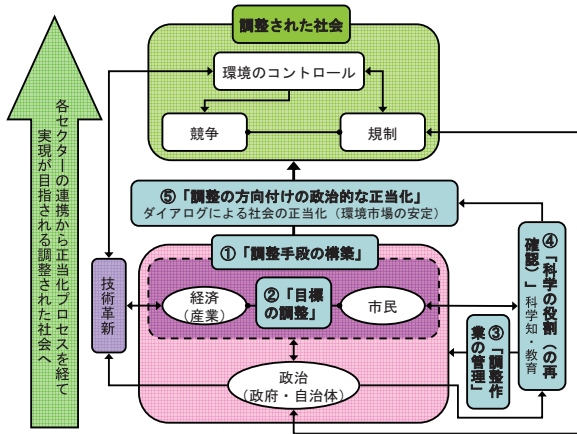 調整された社会
環境のコントロール
競争
規制
各セクターの連携から正当化プロセスを経て
実現が目指される調整された社会へ
⑤「調整の方向付けの政治的な正当化」
ダイアログによる社会の正当化（環境市場の安定）
①「調整手段の構築」
技術革新
経済
（産業）
②「目標
の調整」
市民
④「科学の役割（の再
確認）」科学知・教育
③「調整作
業の管理」
政治
（政府・自治体）